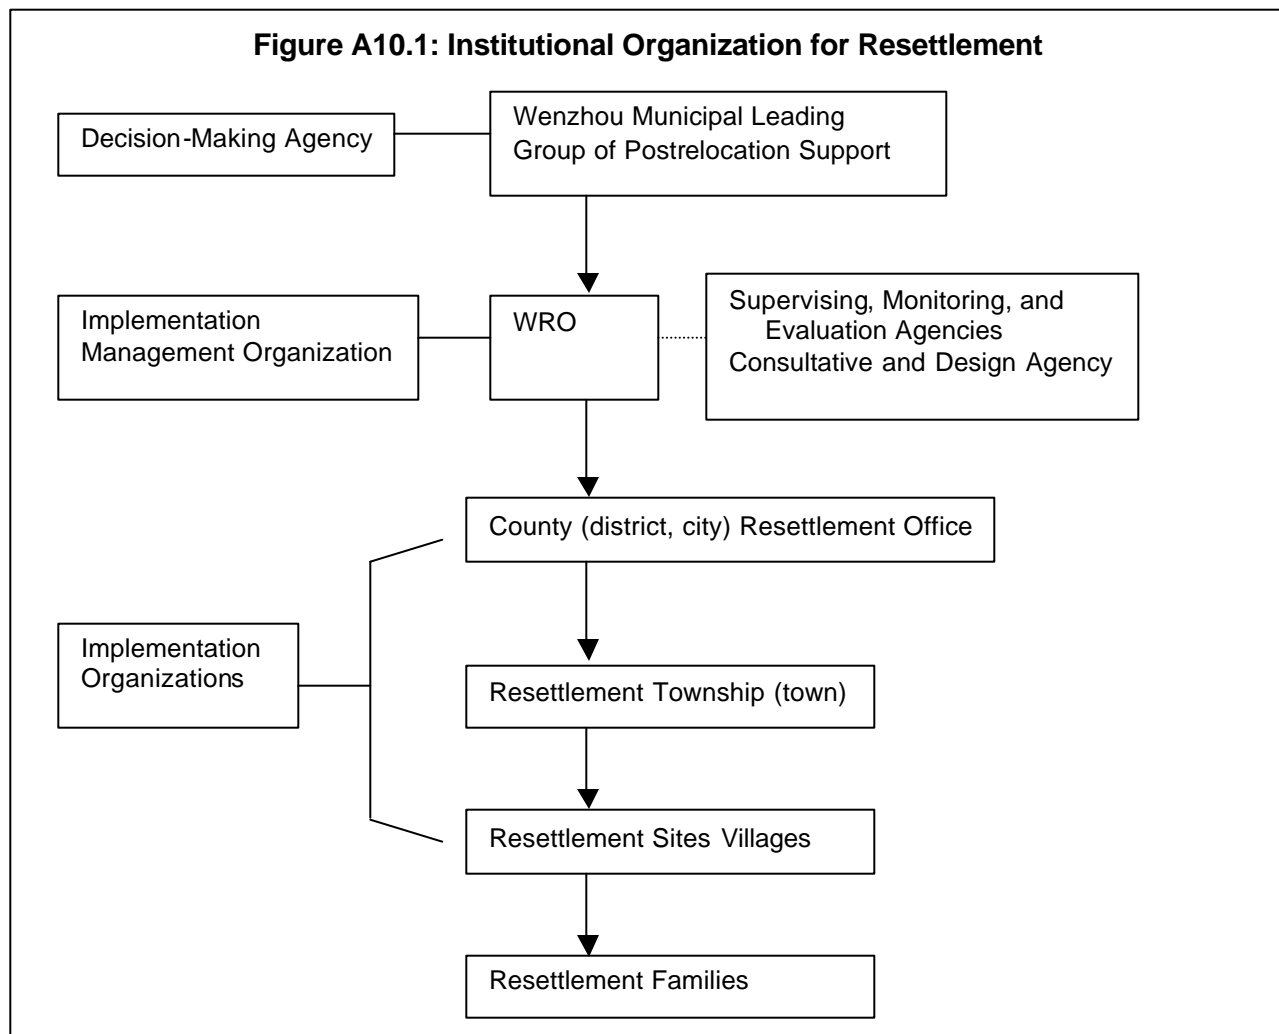 Figure A10.1: Institutional Organization for Resettlement
Decision-Making Agency
Wenzhou Municipal Leading
Group of Postrelocation Support
Implementation
Management Organization
WRO
Supervising, Monitoring, and
Evaluation Agencies
Consultative and Design Agency
County (district, city) Resettlement Office
Implementation
Organizations
Resettlement Township (town)
Resettlement Sites Villages
Resettlement Families